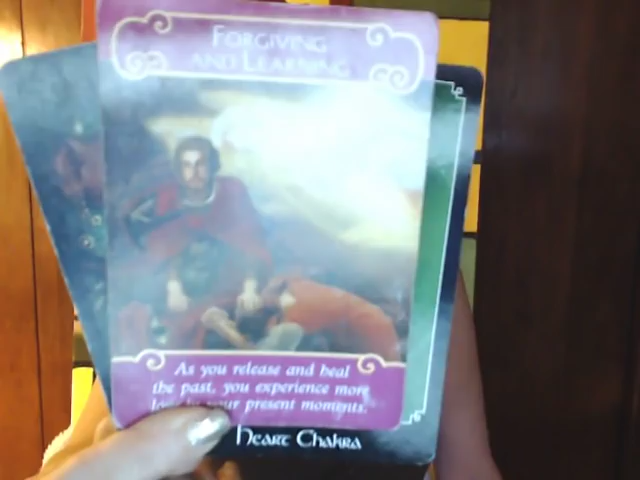 FORGIVING
AND LEARNING
As you release and heal
the past, you experience more
your present moments.
Heart Chakra